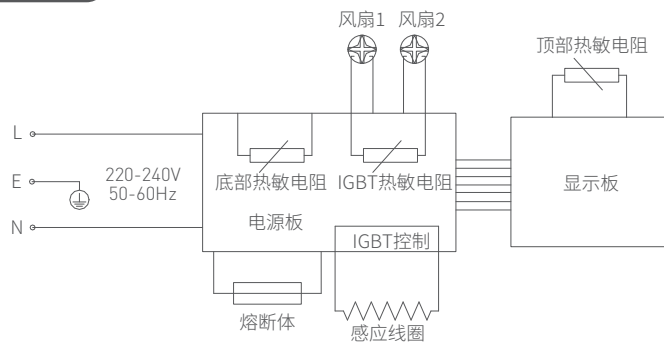 风扇1 风扇2
顶部热敏电阻
L
E
N
220-240V
50-60Hz
底部热敏电阻 IGBT热敏电阻
电源板
IGBT控制
显示板
熔断体
感应线圈